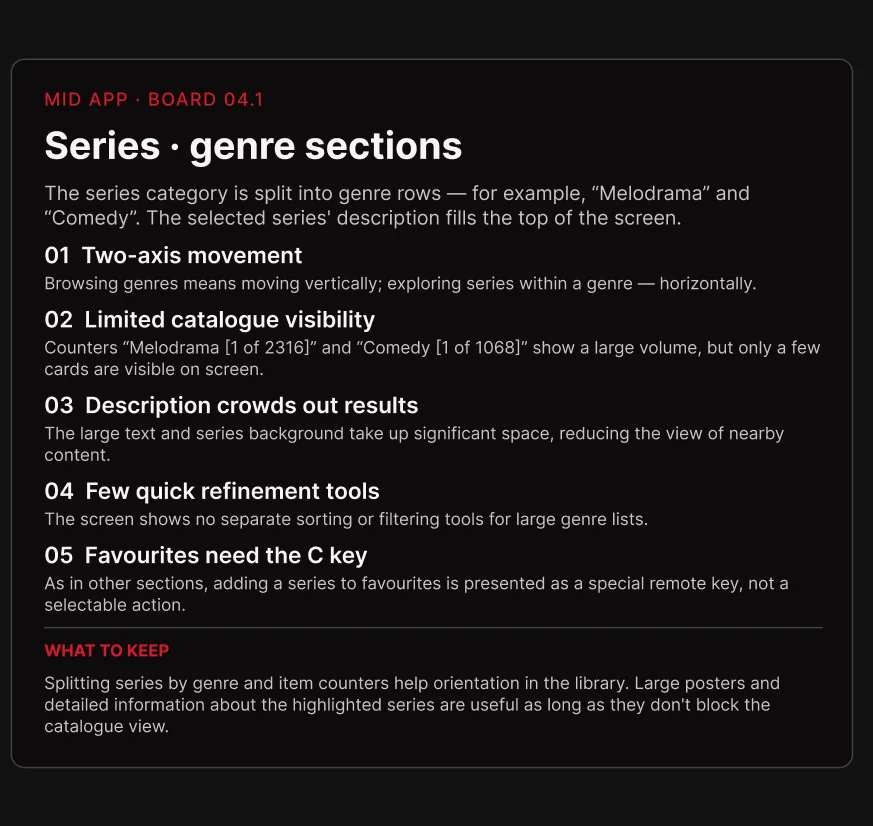 MID APP · BOARD 04.1
Series · genre sections
The series category is split into genre rows — for example, “Melodrama” and
“Comedy”. The selected series' description fills the top of the screen.
01 Two-axis movement
Browsing genres means moving vertically; exploring series within a genre — horizontally.
02 Limited catalogue visibility
Counters “Melodrama [1 of 2316]” and “Comedy [1 of 1068]” show a large volume, but only a few
cards are visible on screen.
03 Description crowds out results
The large text and series background take up significant space, reducing the view of nearby
content.
04 Few quick refinement tools
The screen shows no separate sorting or filtering tools for large genre lists.
05 Favourites need the C key
As in other sections, adding a series to favourites is presented as a special remote key, not a
selectable action.
WHAT TO KEEP
Splitting series by genre and item counters help orientation in the library. Large posters and
detailed information about the highlighted series are useful as long as they don't block the
catalogue view.